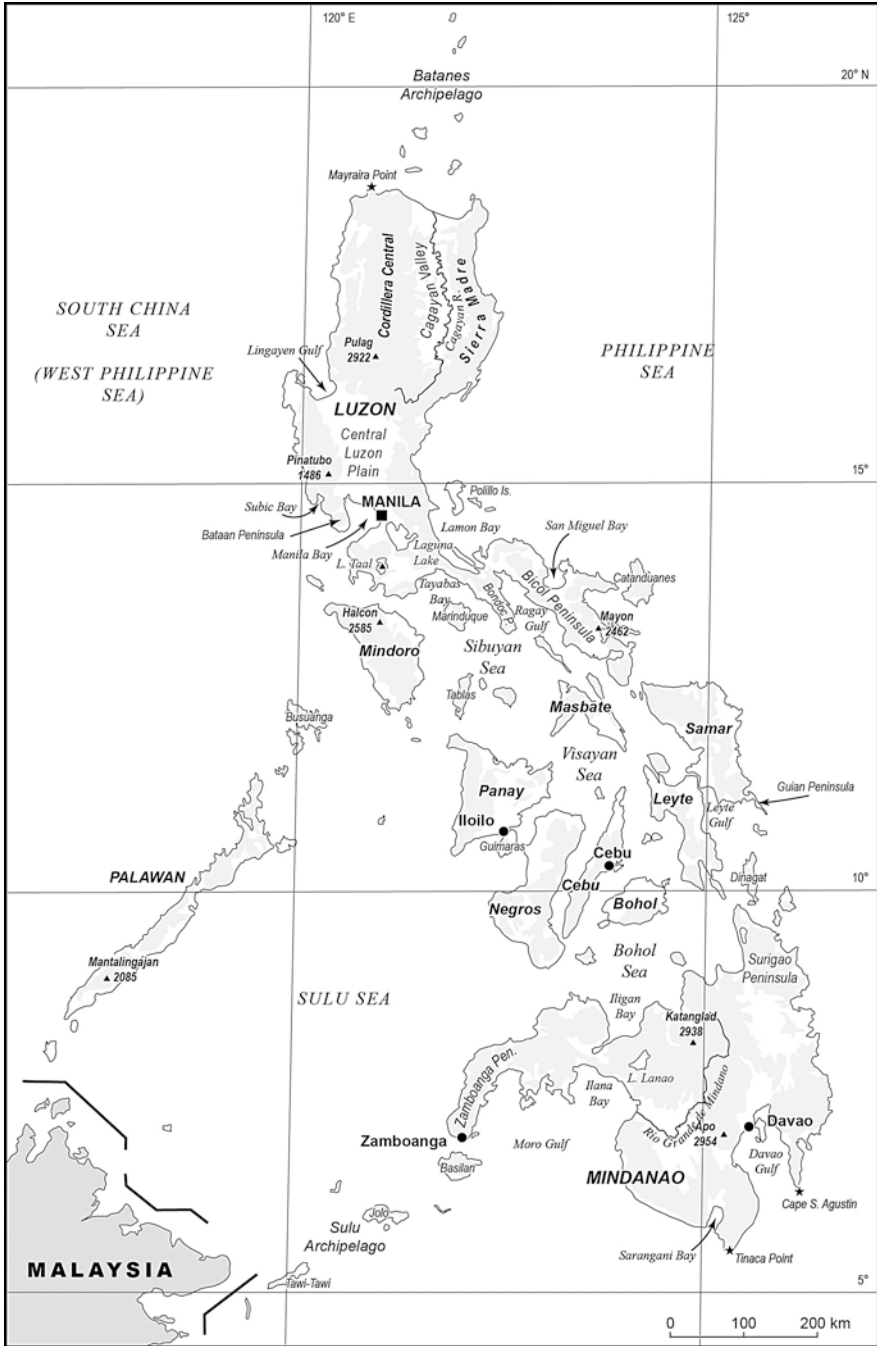 120° E
125°
Batanes
Archipelago
20° N
Mayraira Point
Cordillera Central
Cagayan Valley
Cagayan R.
Sierra Madre
SOUTH CHINA
SEA
(WEST PHILIPPINE
SEA)
Pulag
2922
Lingayen Gulf
PHILIPPINE
SEA
LUZON
Central
Luzon
Plain
Pinatubo
1486
15°
Polillo Is.
Subic Bay
MANILA
Bataan Peninsula
Lamon Bay
San Miguel Bay
Manila Bay
Laguna
Lake
L. Taal
Tayabas
Bay
Bondoc P.
Bicol Peninsula
Catanduanes
Ragay
Gulf
Marinduque
Mayon
2462
Halcon
2585
Mindoro
Sibuyan
Sea
Tablas
Masbate
Busuanga
Samar
Visayan
Sea
Panay
Leyte
Guian Peninsula
Leyte
Gulf
Iloilo
Guimaras
Cebu
PALAWAN
Cebu
Dinagat
10°
Negros
Bohol
Bohol
Sea
Surigao
Peninsula
Mantalingajan
2085
SULU SEA
Iligan
Bay
Katanglad
2938
Zamboanga Pen.
L. Lanao
Ilana
Bay
Rio Grande de Mindano
Apo
2954
Davao
Zamboanga
Moro Gulf
Davao
Gulf
Basilan
MINDANAO
Cape S. Agustin
Jolo
Sulu
Archipelago
Sarangani Bay
Tinaca Point
MALAYSIA
Tawi-Tawi
5°
0 100 200 km